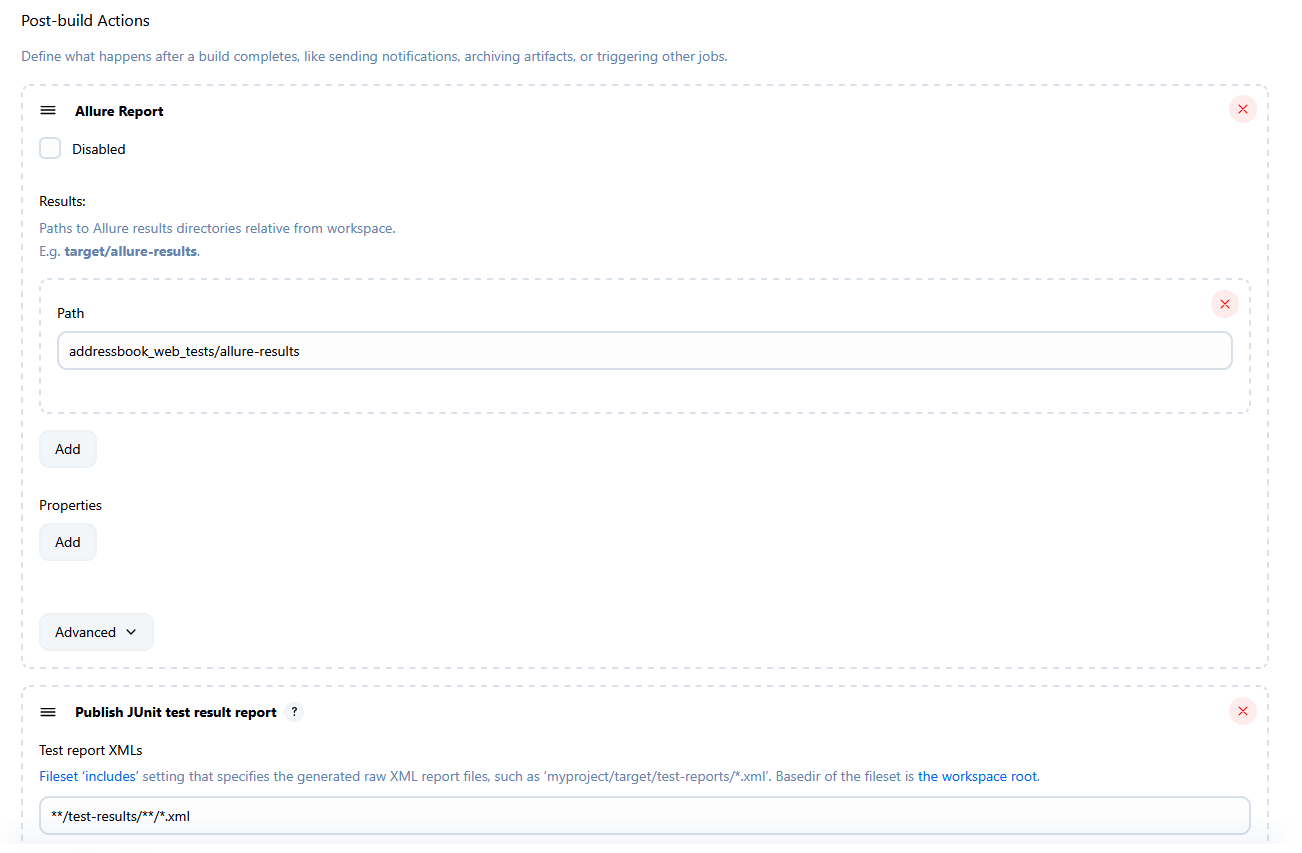 Post-build Actions
Define what happens after a build completes, like sending notifications, archiving artifacts, or triggering other jobs.
Allure Report
Disabled
Results:
Paths to Allure results directories relative from workspace.
E.g. target/allure-results.
Path
addressbook_web_tests/allure-results
Add
Properties
Add
Advanced
Publish JUnit test result report ?
Test report XMLs
Fileset ‘includes’ setting that specifies the generated raw XML report files, such as ‘myproject/target/test-reports/*.xml’. Basedir of the fileset is the workspace root.
**/test-results/**/*.xml